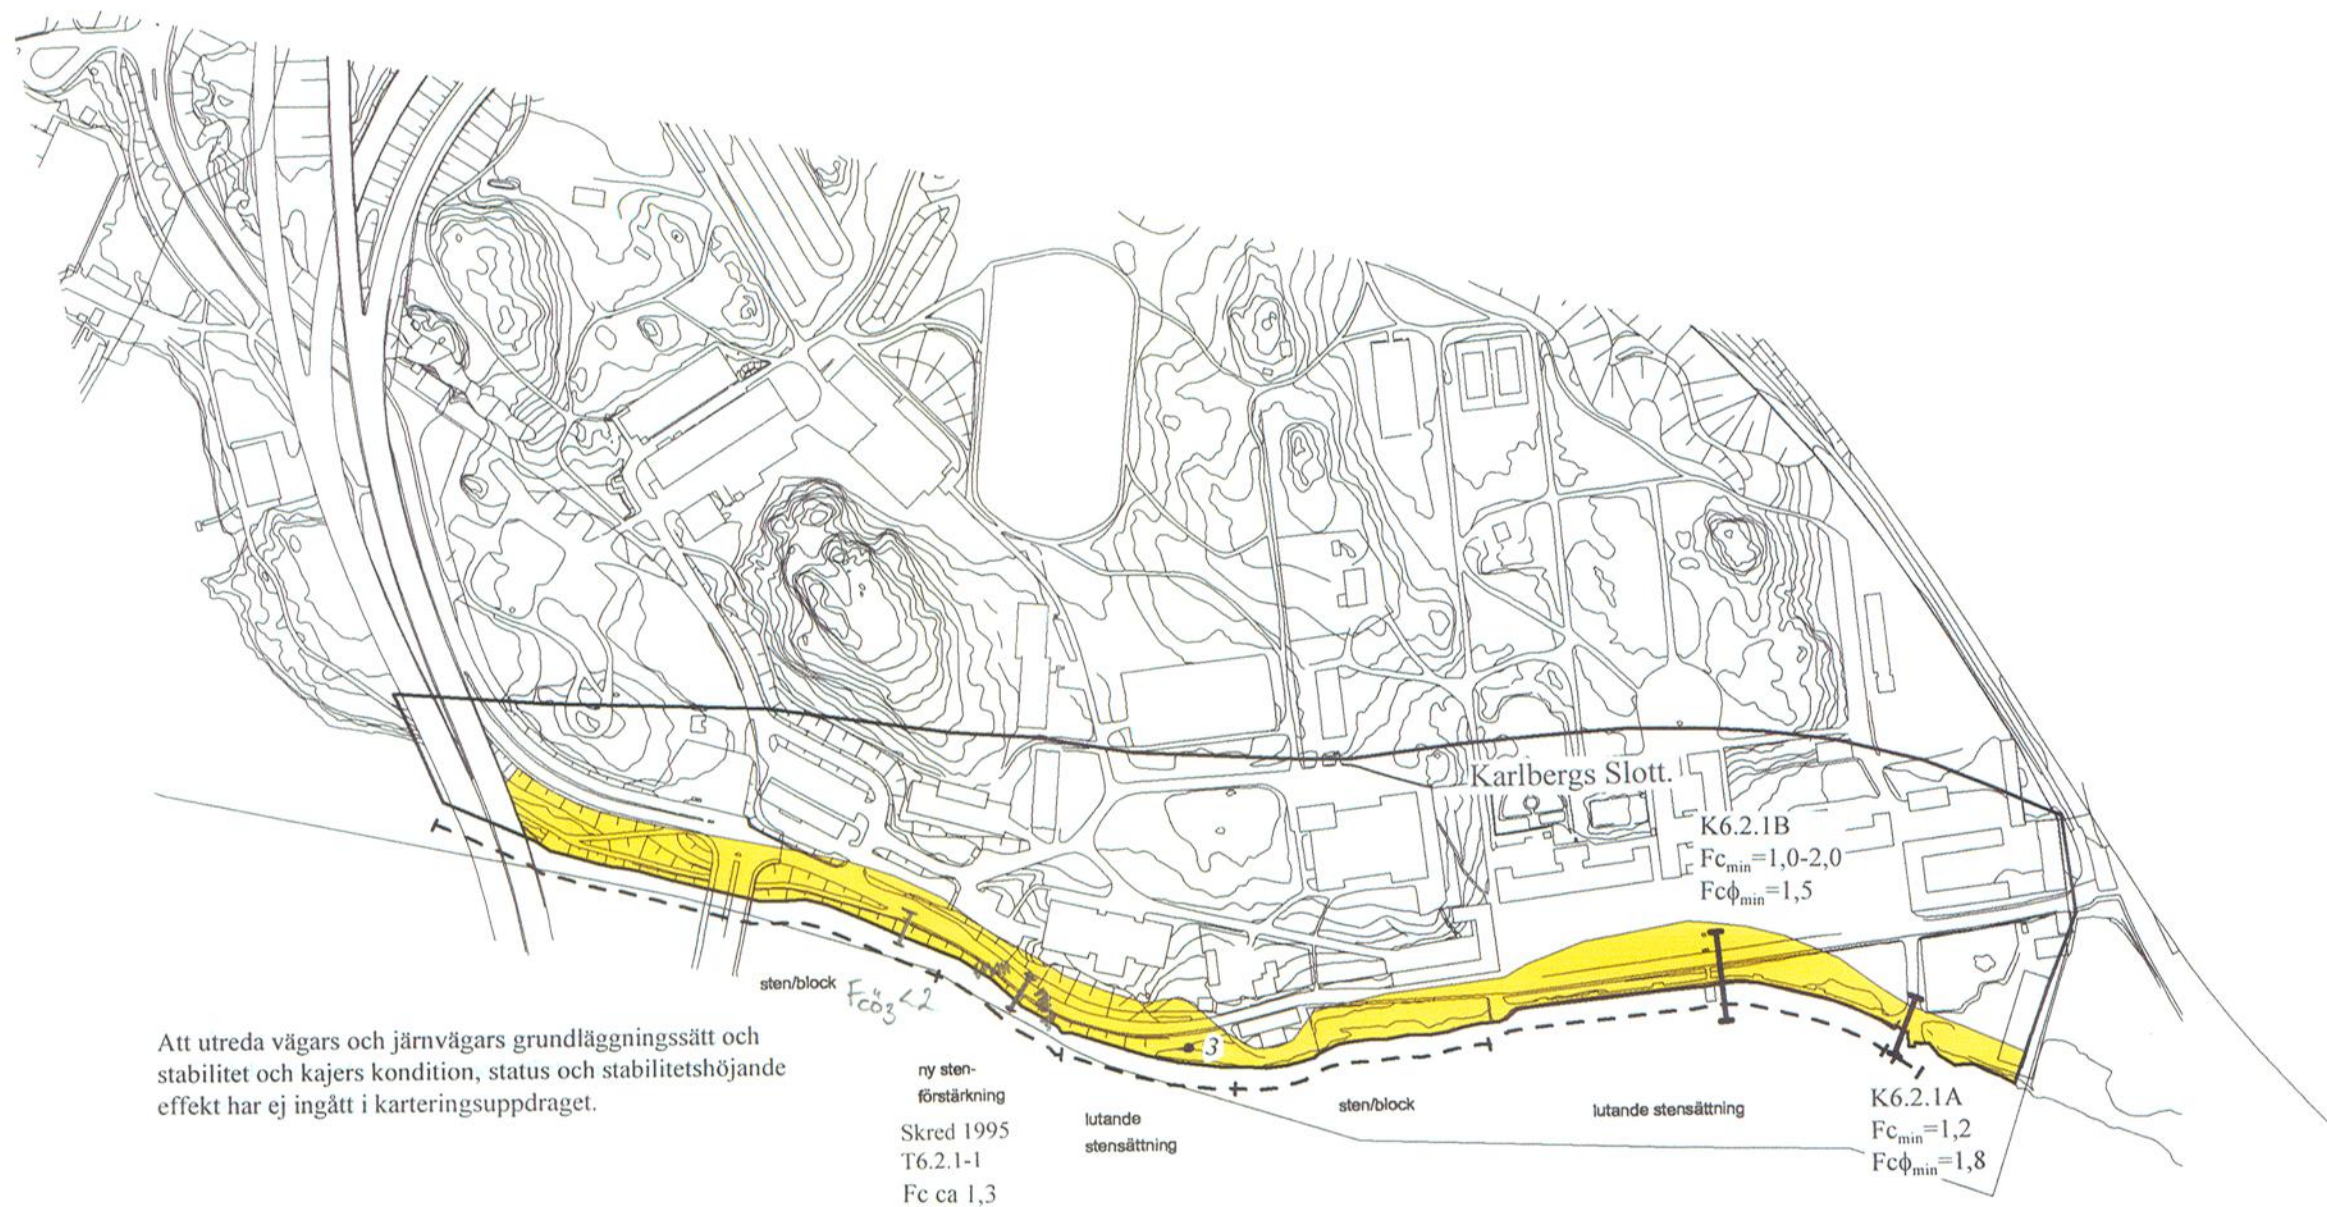 Karlbergs Slott.
K6.2.1B
Fcmin=1,0-2,0
Fcϕmin=1,5
sten/block
3
Att utreda vägars och järnvägars grundläggningssätt och
stabilitet och kajers kondition, status och stabilitetshöjande
effekt har ej ingått i karteringsuppdraget.
ny sten-
förstärkning
Skred 1995
T6.2.1-1
Fc ca 1,3
lutande
stensättning
sten/block
lutande stensättning
K6.2.1A
Fcmin=1,2
Fcϕmin=1,8